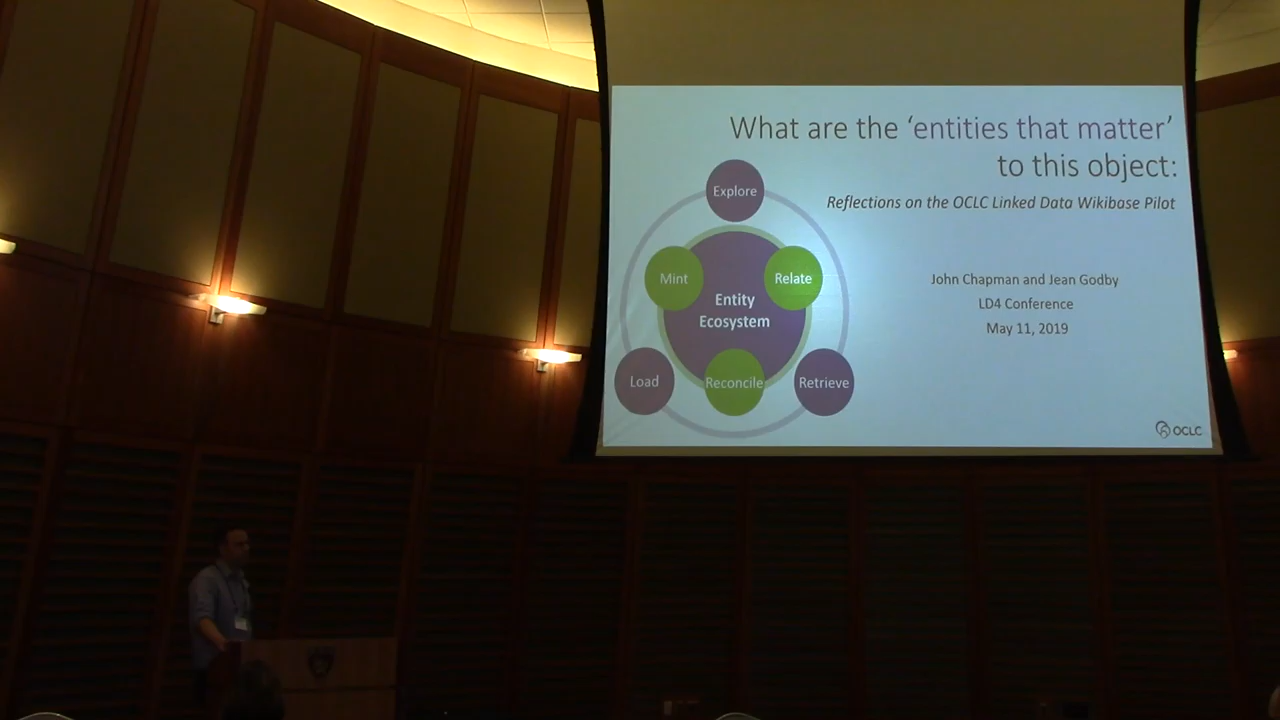 What are the ‘entities that matter’
to this object:
Reflections on the OCLC Linked Data Wikibase Pilot
Explore
Mint
Relate
Entity
Ecosystem
Load
Reconcile
Retrieve
John Chapman and Jean Godby
LD4 Conference
May 11, 2019
OCLC